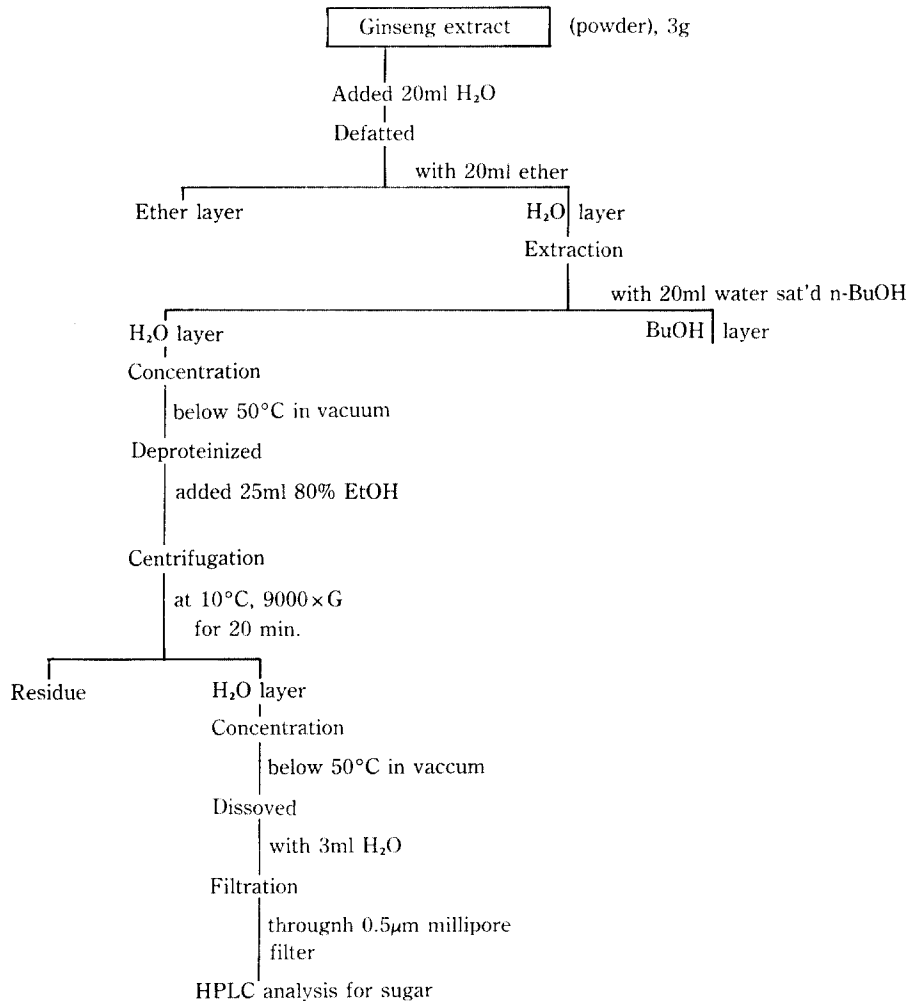 Ginseng extract (powder), 3g
Added 20ml H₂O
Defatted
with 20ml ether
Ether layer H₂O layer
Extraction
with 20ml water sat'd n-BuOH
H₂O layer BuOH layer
Concentration
below 50°C in vacuum
Deproteinized
added 25ml 80% EtOH
Centrifugation
at 10°C, 9000×G
for 20 min.
Residue H₂O layer
Concentration
below 50°C in vaccum
Dissoved
with 3ml H₂O
Filtration
througnh 0.5μm millipore
filter
HPLC analysis for sugar